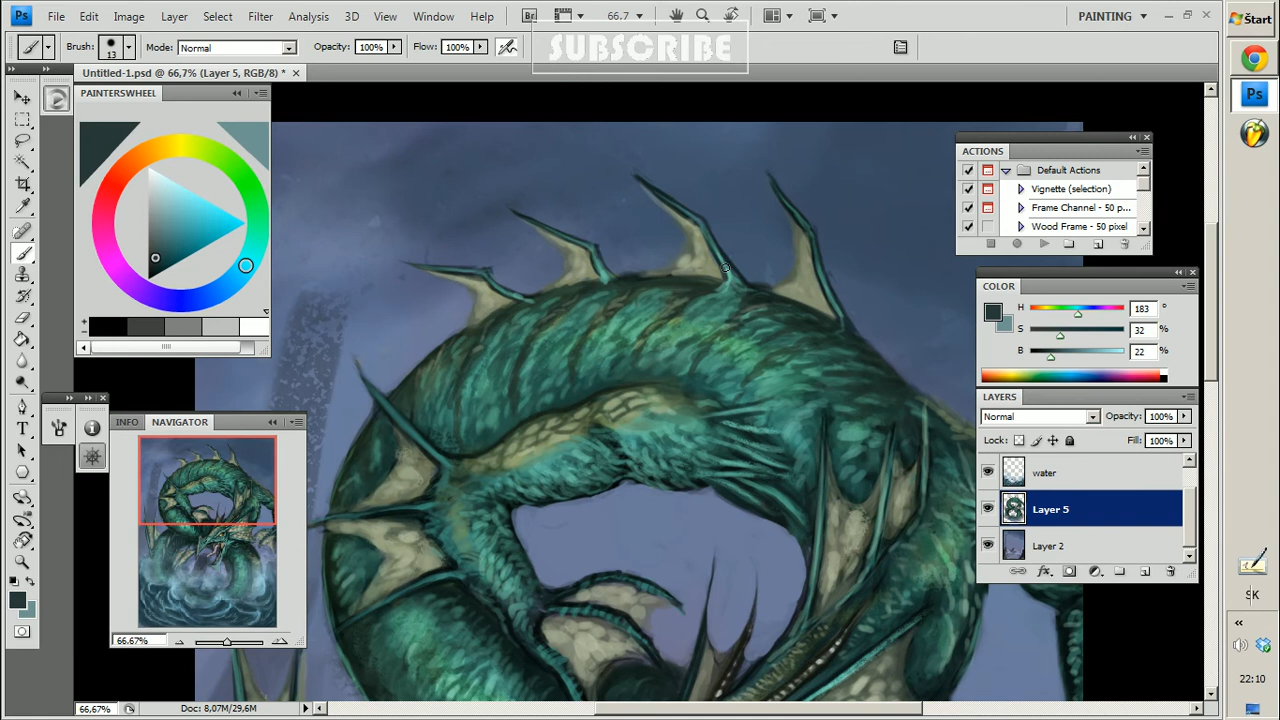 Ps File Edit Image Layer Select Filter Analysis 3D View Window Help Br 66.7 PAINTING
Štart
Brush: 13 Mode: Normal Opacity: 100% Flow: 100%
SUBSCRIBE
Untitled-1.psd @ 66,7% (Layer 5, RGB/8) * ×
PAINTERSWHEEL
Ps
ACTIONS
Default Actions
Vignette (selection)
Frame Channel - 50 p...
Wood Frame - 50 pixel
COLOR
H 183 °
S 32 %
B 22 %
LAYERS
Normal Opacity: 100%
Lock: Fill: 100%
water
Layer 5
Layer 2
INFO NAVIGATOR
66.67%
SK
22:10
66,67% Doc: 8,07M/29,6M